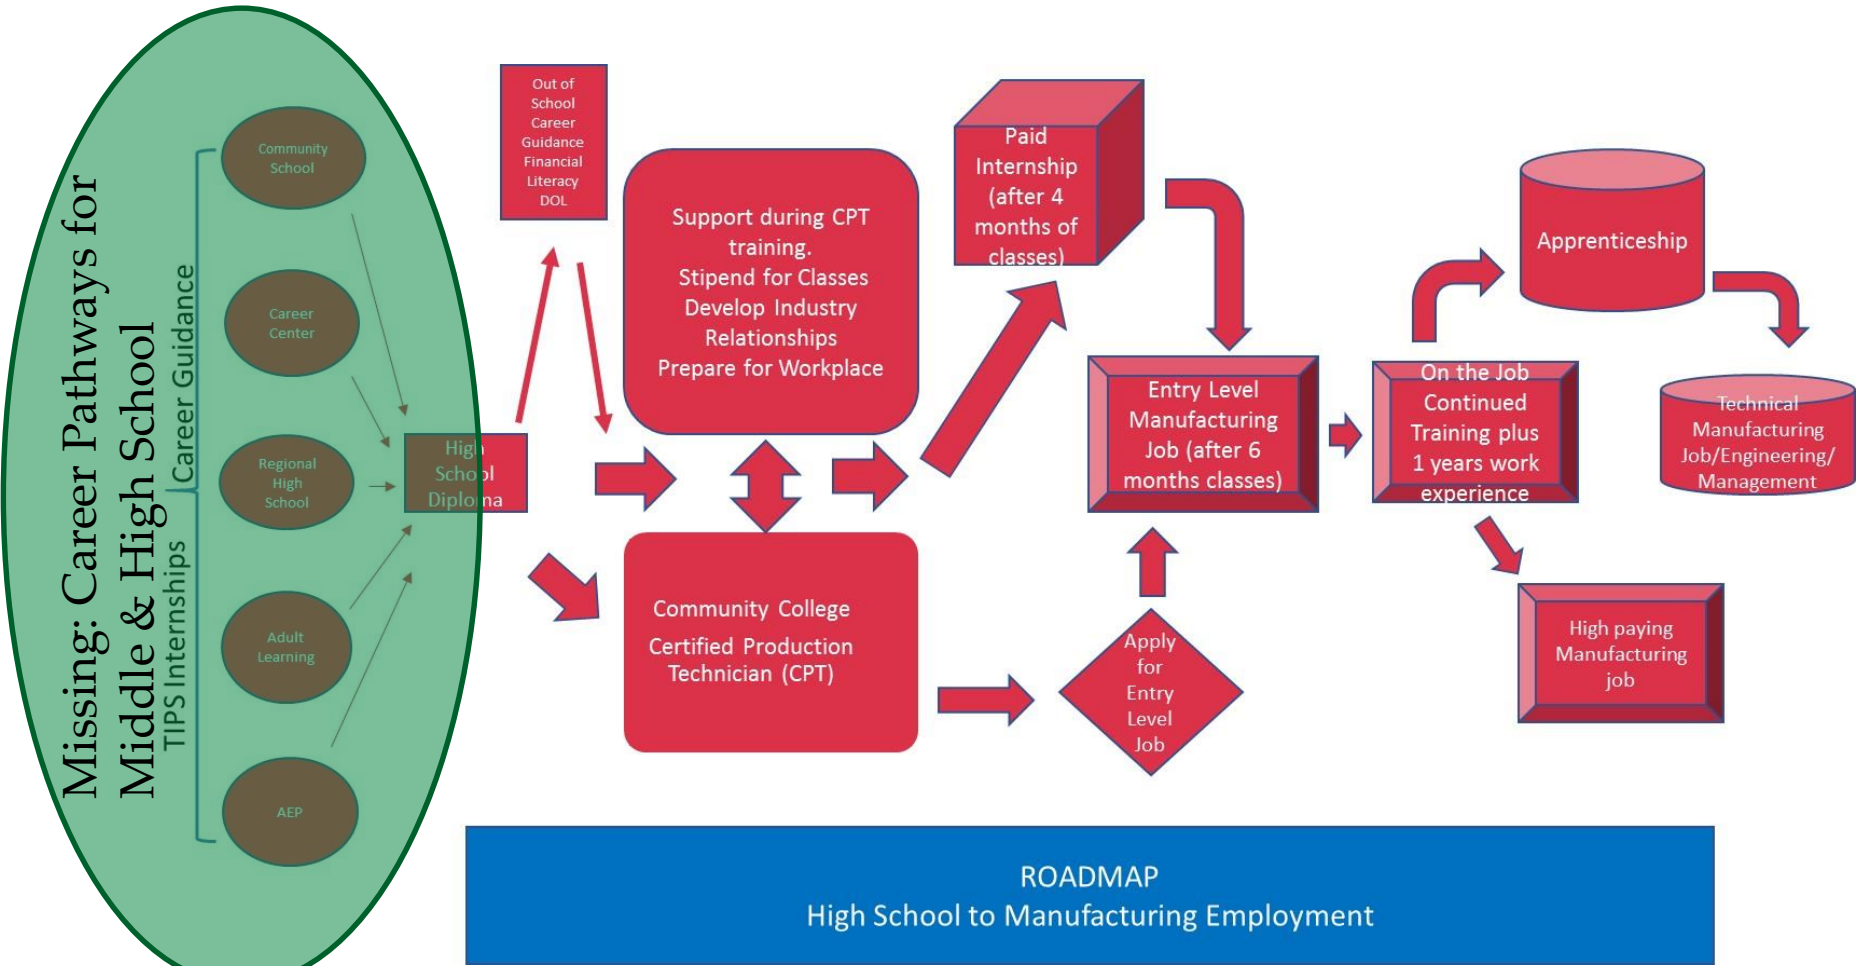 Missing: Career Pathways for
Middle & High School
Career Guidance
TIPS Internships
Community
School
Career
Center
Regional
High
School
Adult
Learning
AEP
High
School
Diploma
Out of
School
Career
Guidance
Financial
Literacy
DOL
Support during CPT
training.
Stipend for Classes
Develop Industry
Relationships
Prepare for Workplace
Community College
Certified Production
Technician (CPT)
Paid
Internship
(after 4
months of
classes)
Apply
for
Entry
Level
Job
Entry Level
Manufacturing
Job (after 6
months classes)
On the Job
Continued
Training plus
1 years work
experience
Apprenticeship
Technical
Manufacturing
Job/Engineering/
Management
High paying
Manufacturing
job
ROADMAP
High School to Manufacturing Employment